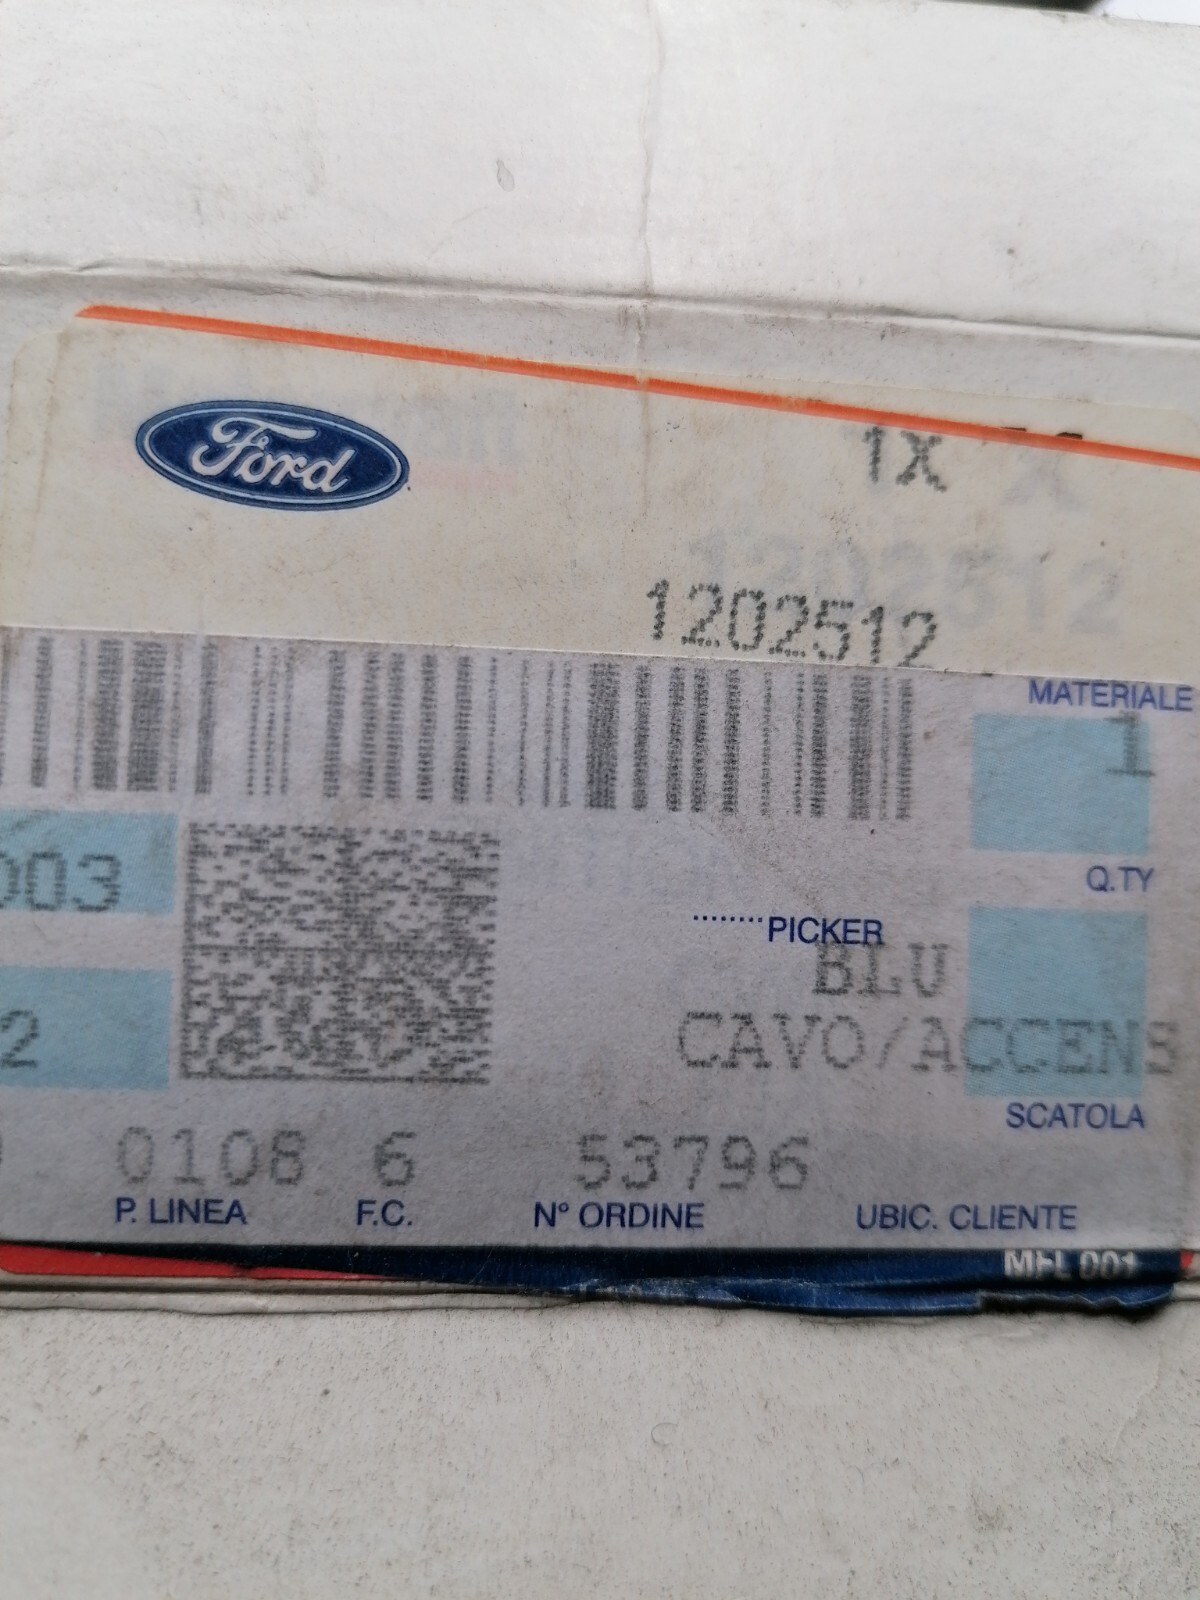 Ford
1X
1202512
MATERIALE
1
003
Q.TY
PICKER
BLU
2
CAVO/ACCENS
SCATOLA
0108 6 53796
P. LINEA F.C. N° ORDINE UBIC. CLIENTE
MFL 001